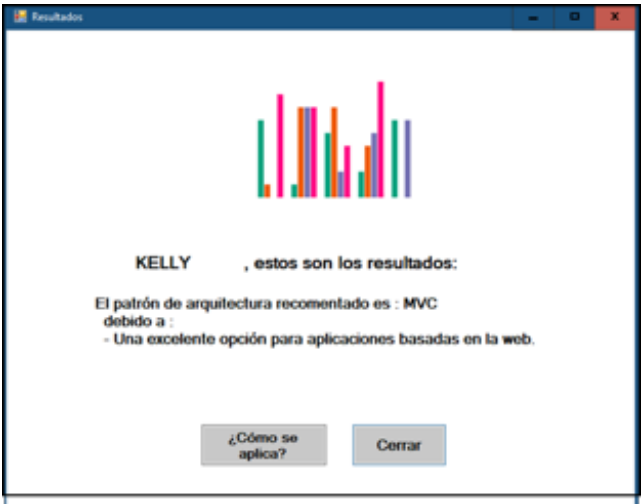 Resultados
KELLY , estos son los resultados:
El patrón de arquitectura recomentado es : MVC
debido a :
- Una excelente opción para aplicaciones basadas en la web.
¿Cómo se
aplica?
Cerrar